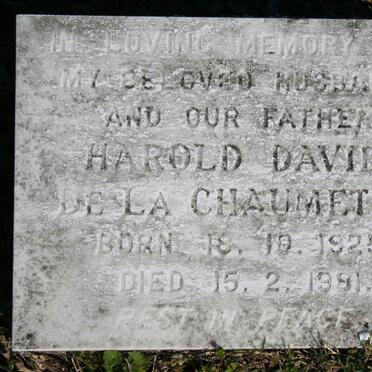 IN LOVING MEMORY
MY BELOVED HUSBA
AND OUR FATHE
HAROLD DAVI
DE LA CHAUMET
BORN 18. 10. 192
DIED 15. 2. 1981.
REST IN PEACE